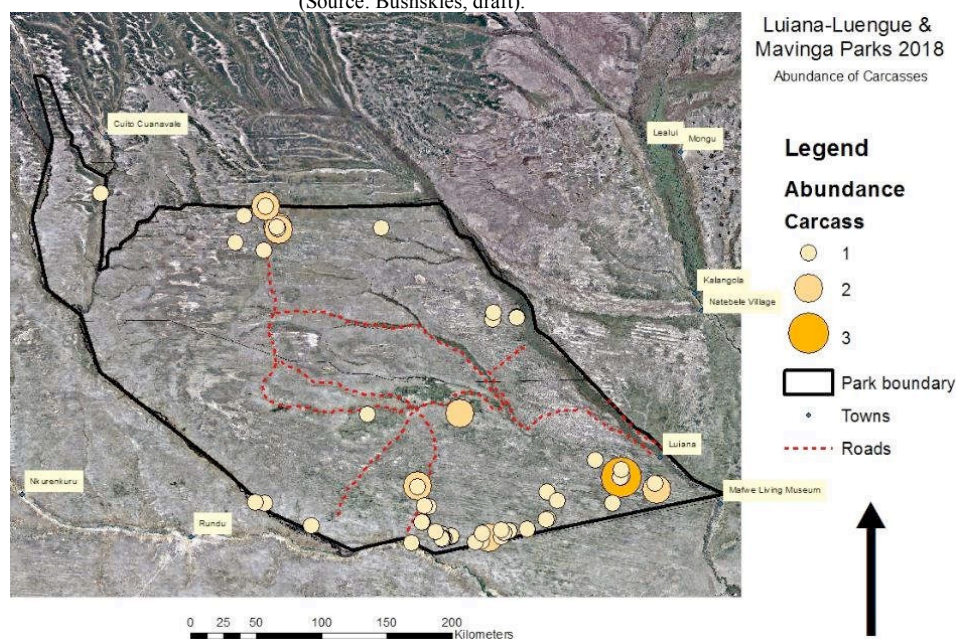 (Source: Bushskies, draft).
Luiana-Luengue &
Mavinga Parks 2018
Abundance of Carcasses
Cuito Cuanavale
Lealui
Mongu
Kalangola
Natebele Village
Luiana
Mafwe Living Museum
Nkurenkuru
Rundu
Legend
Abundance
Carcass
1
2
3
Park boundary
Towns
Roads
0 25 50 100 150 200
Kilometers